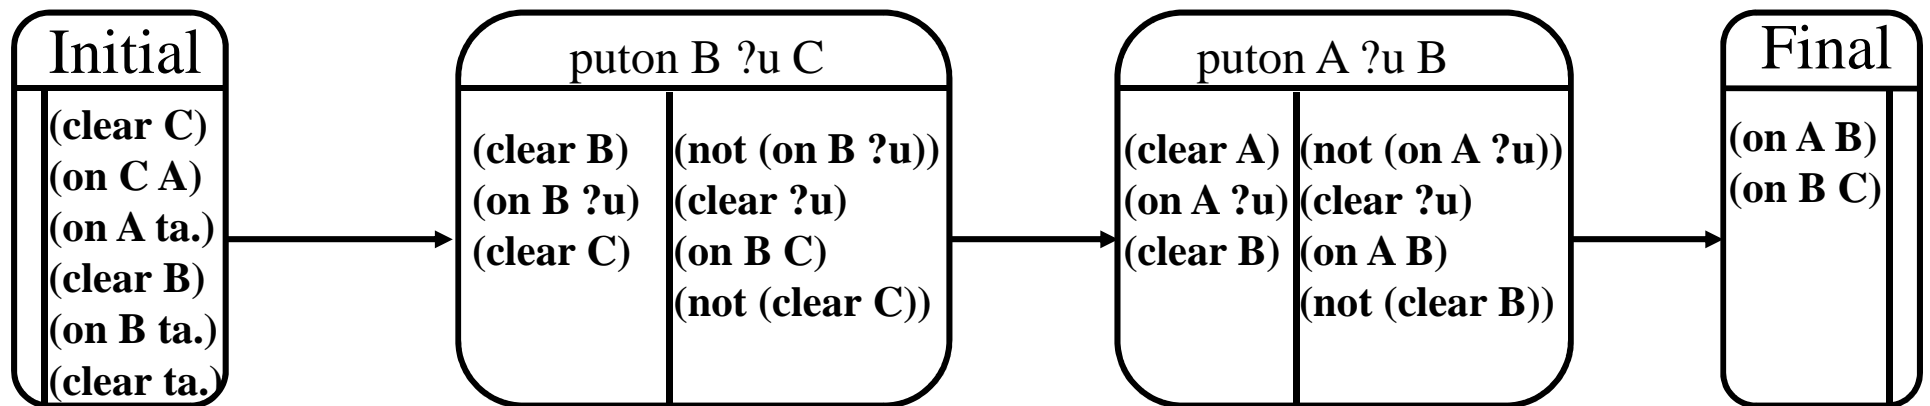 Initial
(clear C)
(on C A)
(on A ta.)
(clear B)
(on B ta.)
(clear ta.)
puton B ?u C
(clear B)
(on B ?u)
(clear C)
(not (on B ?u))
(clear ?u)
(on B C)
(not (clear C))
puton A ?u B
(clear A)
(on A ?u)
(clear B)
(not (on A ?u))
(clear ?u)
(on A B)
(not (clear B))
Final
(on A B)
(on B C)